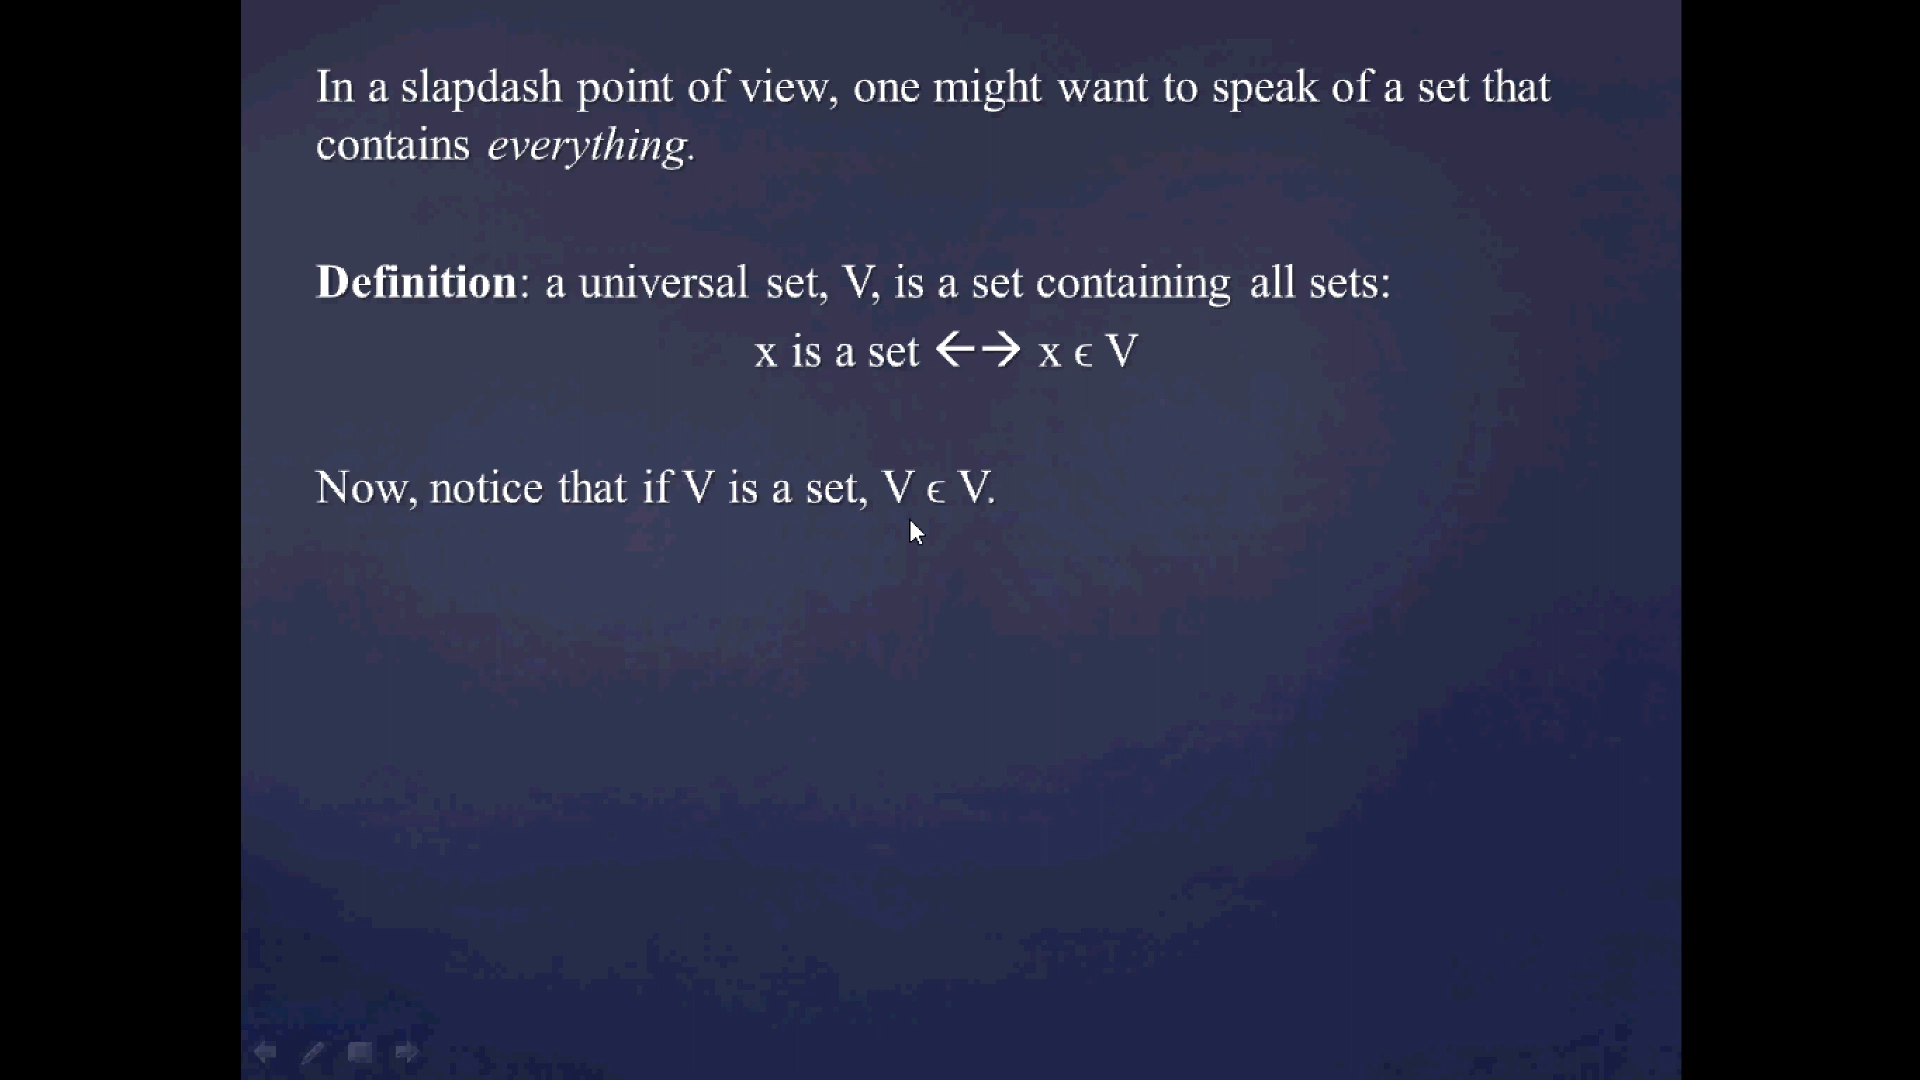 In a slapdash point of view, one might want to speak of a set that
contains everything.
Definition: a universal set, V, is a set containing all sets:
x is a set ←→ x ϵ V
Now, notice that if V is a set, V ϵ V.